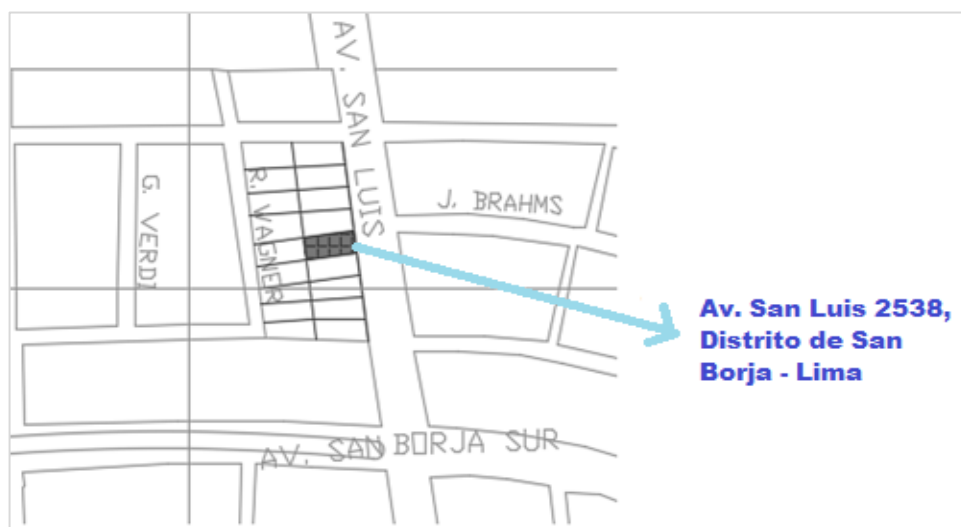 AV. SAN LUIS
G. VERDI
R. WAGNER
J. BRAHMS
Av. San Luis 2538,
Distrito de San
Borja - Lima
AV. SAN BORJA SUR